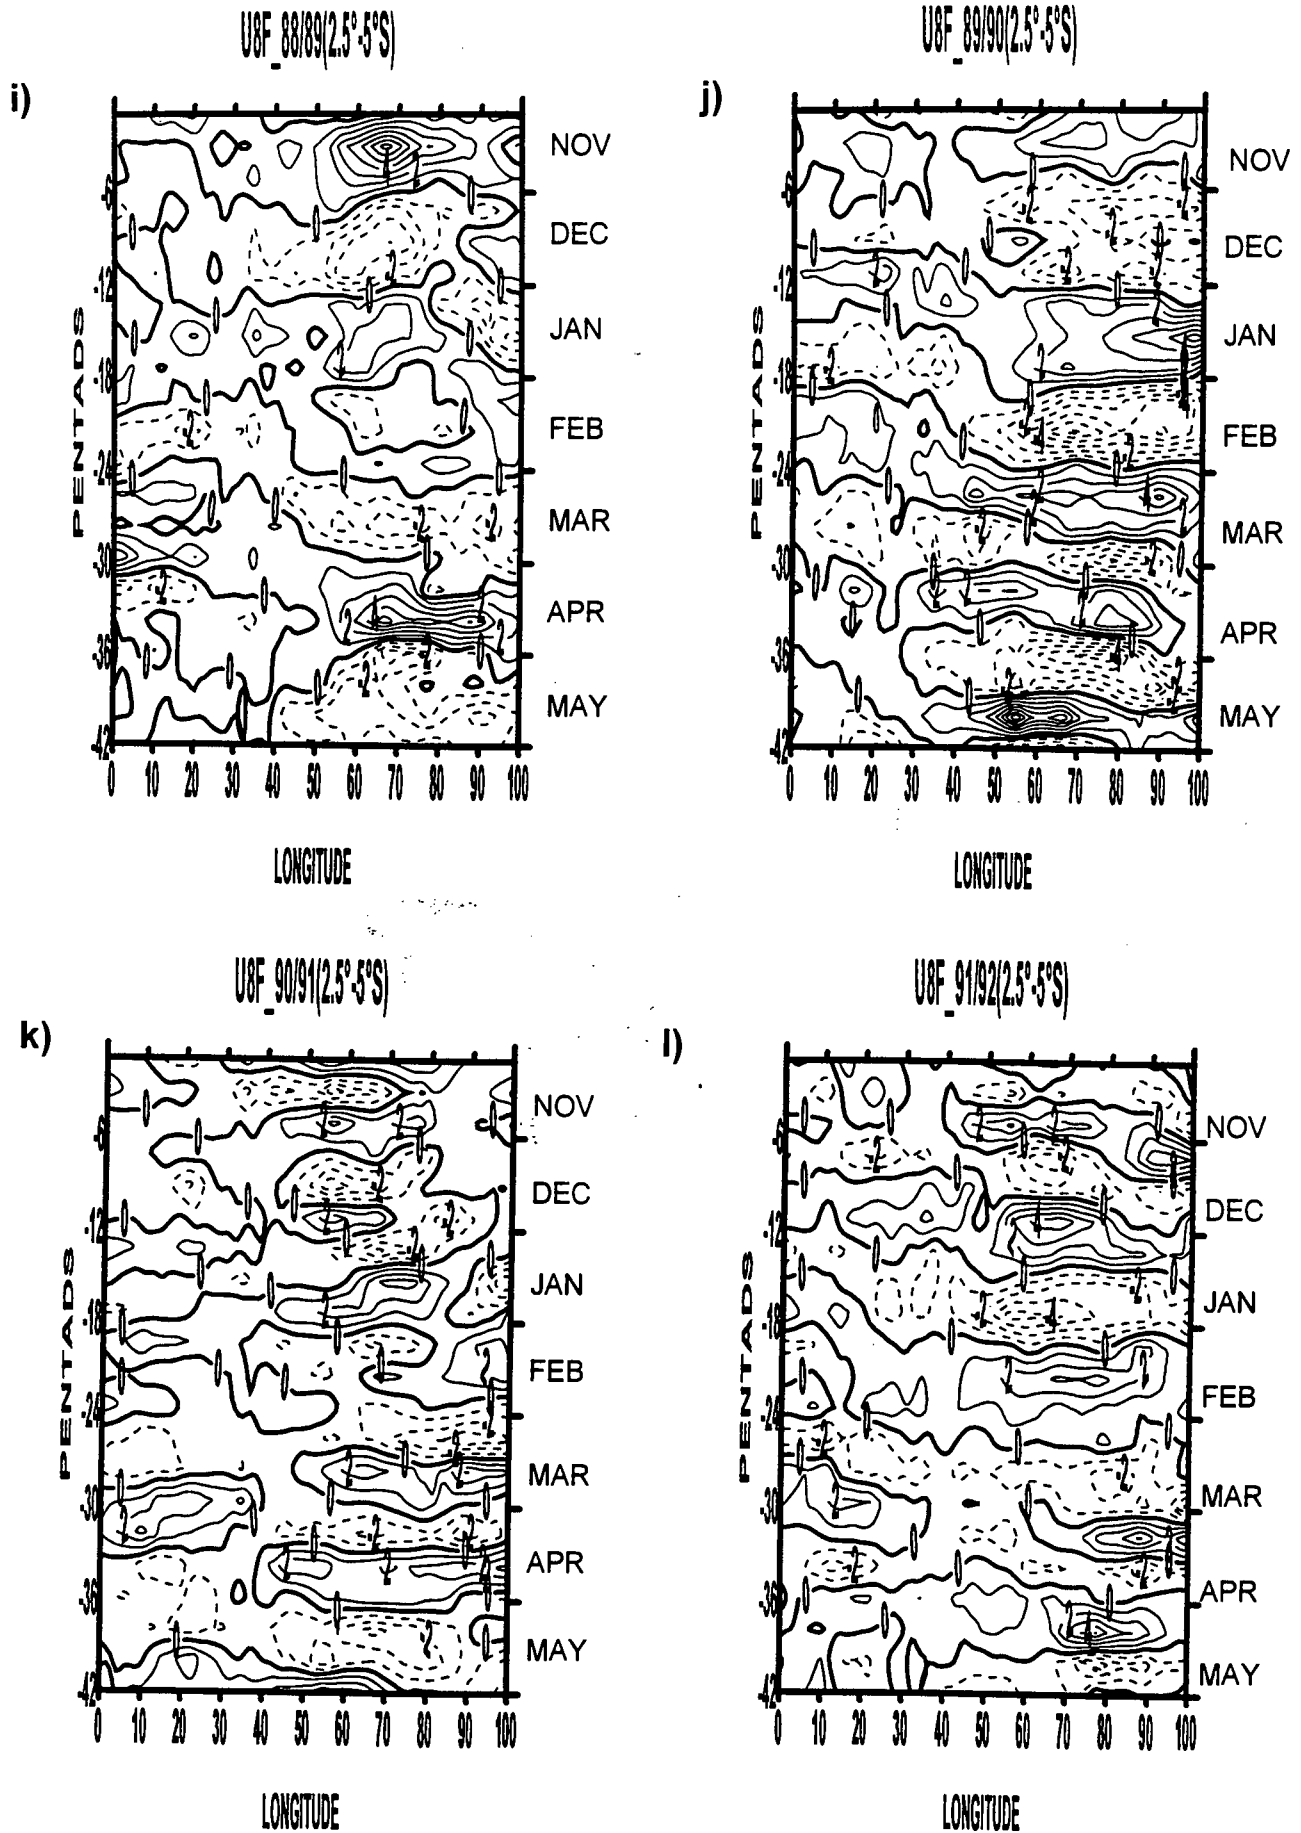 U8F_88/89(2.5°-5°S)
i)
NOV
DEC
JAN
FEB
MAR
APR
MAY
-6
-12
-18
-24
-30
-36
-42
PENTADS
0 10 20 30 40 50 60 70 80 90 100
LONGITUDE
U8F_89/90(2.5°-5°S)
j)
NOV
DEC
JAN
FEB
MAR
APR
MAY
-6
-12
-18
-24
-30
-36
-42
PENTADS
0 10 20 30 40 50 60 70 80 90 100
LONGITUDE
U8F_90/91(2.5°-5°S)
k)
NOV
DEC
JAN
FEB
MAR
APR
MAY
-6
-12
-18
-24
-30
-36
-42
PENTADS
0 10 20 30 40 50 60 70 80 90 100
LONGITUDE
U8F_91/92(2.5°-5°S)
l)
NOV
DEC
JAN
FEB
MAR
APR
MAY
-6
-12
-18
-24
-30
-36
-42
PENTADS
0 10 20 30 40 50 60 70 80 90 100
LONGITUDE